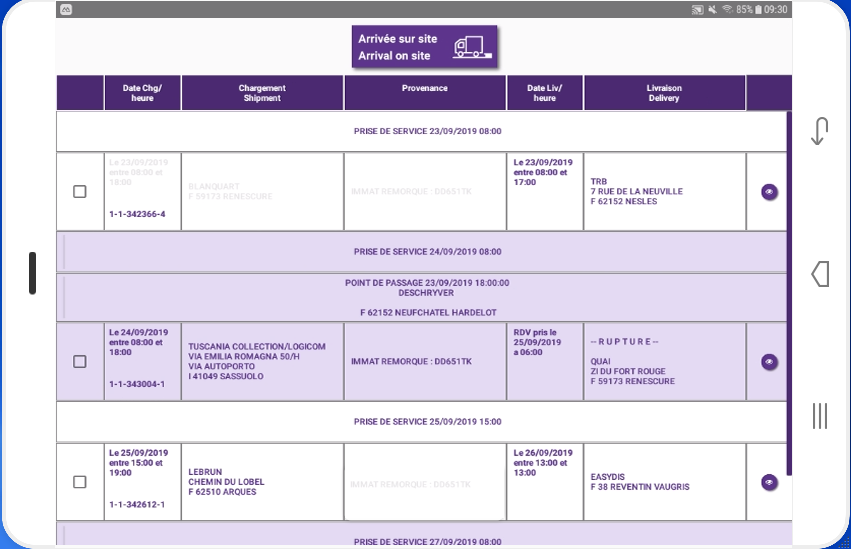 85% 09:30
Arrivée sur site
Arrival on site
Date Chg/
heure
Chargement
Shipment
Provenance
Date Liv/
heure
Livraison
Delivery
PRISE DE SERVICE 23/09/2019 08:00
Le 23/09/2019
entre 08:00 et
18:00
1-1-342366-4
BLANQUART
F 59173 RENESCURE
IMMAT REMORQUE : DD651TK
Le 23/09/2019
entre 08:00 et
17:00
TRB
7 RUE DE LA NEUVILLE
F 62152 NESLES
PRISE DE SERVICE 24/09/2019 08:00
POINT DE PASSAGE 23/09/2019 18:00:00
DESCHRYVER
F 62152 NEUFCHATEL HARDELOT
Le 24/09/2019
entre 08:00 et
18:00
1-1-343004-1
TUSCANIA COLLECTION/LOGICOM
VIA EMILIA ROMAGNA 50/H
VIA AUTOPORTO
I 41049 SASSUOLO
IMMAT REMORQUE : DD651TK
RDV pris le
25/09/2019
a 06:00
-- R U P T U R E --
QUAI
ZI DU FORT ROUGE
F 59173 RENESCURE
PRISE DE SERVICE 25/09/2019 15:00
Le 25/09/2019
entre 15:00 et
19:00
1-1-342612-1
LEBRUN
CHEMIN DU LOBEL
F 62510 ARQUES
IMMAT REMORQUE : DD651TK
Le 26/09/2019
entre 13:00 et
13:00
EASYDIS
F 38 REVENTIN VAUGRIS
PRISE DE SERVICE 27/09/2019 08:00